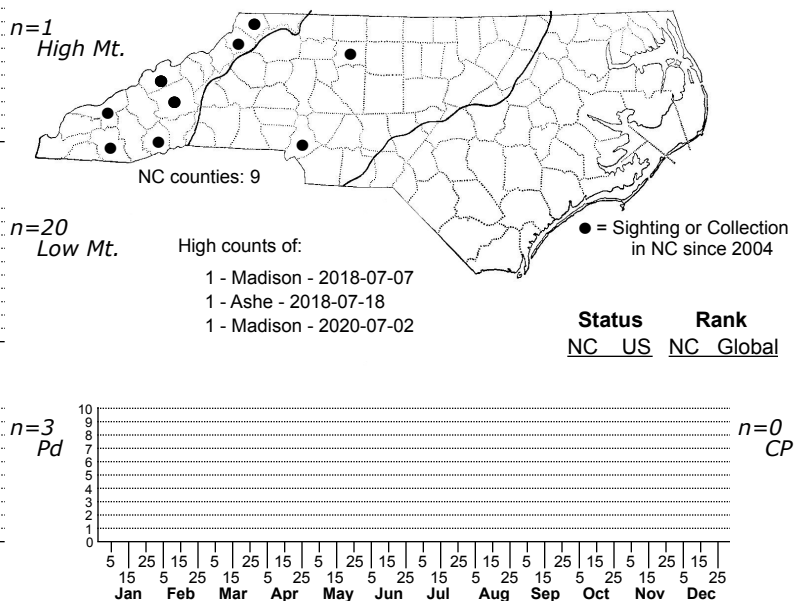 n=1
High Mt.
NC counties: 9
n=20
Low Mt.
High counts of:
1 - Madison - 2018-07-07
1 - Ashe - 2018-07-18
1 - Madison - 2020-07-02
● = Sighting or Collection
in NC since 2004
Status Rank
NC US NC Global
n=3
Pd
n=0
CP
10
9
8
7
6
5
4
3
2
1
0
5 25 15 5 25 15 5 25 15 5 25 15 5 25 15 5 25 15
15 5 25 15 5 25 15 5 25 15 5 25 15 5 25 15 5 25
Jan Feb Mar Apr May Jun Jul Aug Sep Oct Nov Dec